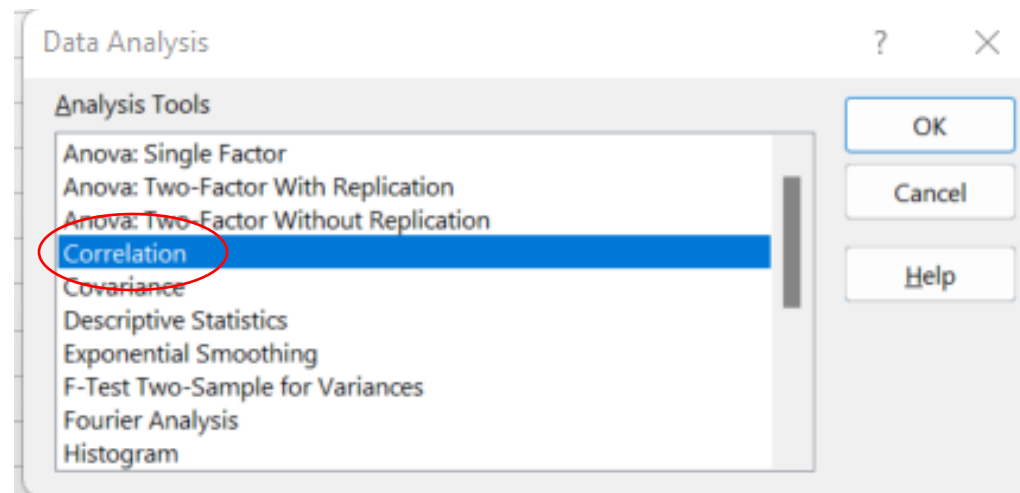 Data Analysis ?
Analysis Tools
Anova: Single Factor
Anova: Two-Factor With Replication
Anova: Two-Factor Without Replication
Correlation
Covariance
Descriptive Statistics
Exponential Smoothing
F-Test Two-Sample for Variances
Fourier Analysis
Histogram
OK
Cancel
Help